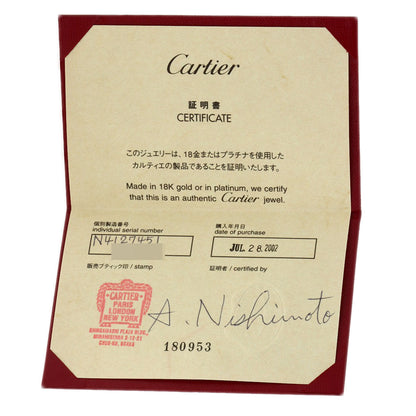 Cartier
証明書
CERTIFICATE
このジュエリーは、18金またはプラチナを使用した
カルティエの製品であることを証明いたします。
Made in 18K gold or in platinum, we certify
that this is an authentic Cartier jewel.
個別製造番号
individual serial number
N4127451
購入年月日
date of purchase
JUL 28. 2002
販売ブティック印 / stamp
証明者 / certified by
CARTIER
PARIS
LONDON
NEW YORK
A. Nishimoto
180953